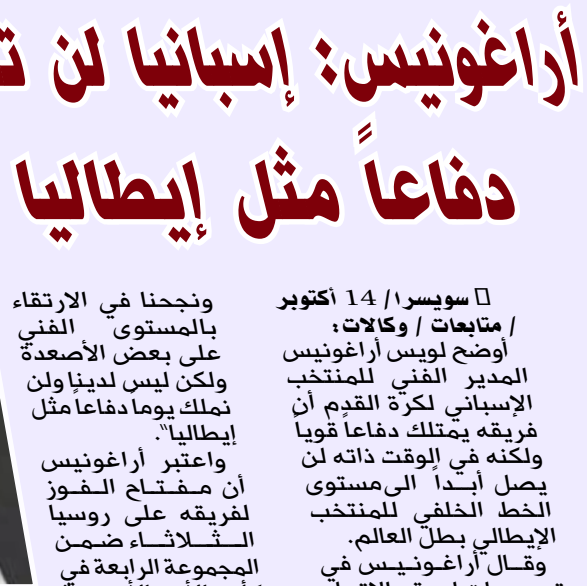 أراغونيس: إسبانيا لن
دفاعاً مثل إيطاليا
سويسرا/ 14 أكتوبر
/ متابعات / وكالات:
أوضح لويس أراغونيس
المدير الفني للمنتخب
الإسباني لكرة القدم أن
فريقه يمتلك دفاعاً قوياً
ولكنه في الوقت ذاته لن
يصل أبداً الى مستوى
الخط الخلفي للمنتخب
الإيطالي بطل العالم.
وقال أراغونيس في
ونجحنا في الارتقاء
بالمستوى الفني
على بعض الأصعدة
ولكن ليس لدينا ولن
نملك يوماً دفاعاً مثل
إيطاليا".
واعتبر أراغونيس
أن مفتاح الفوز
لفريقه على روسيا
الثلاثاء ضمن
المجموعة الرابعة في